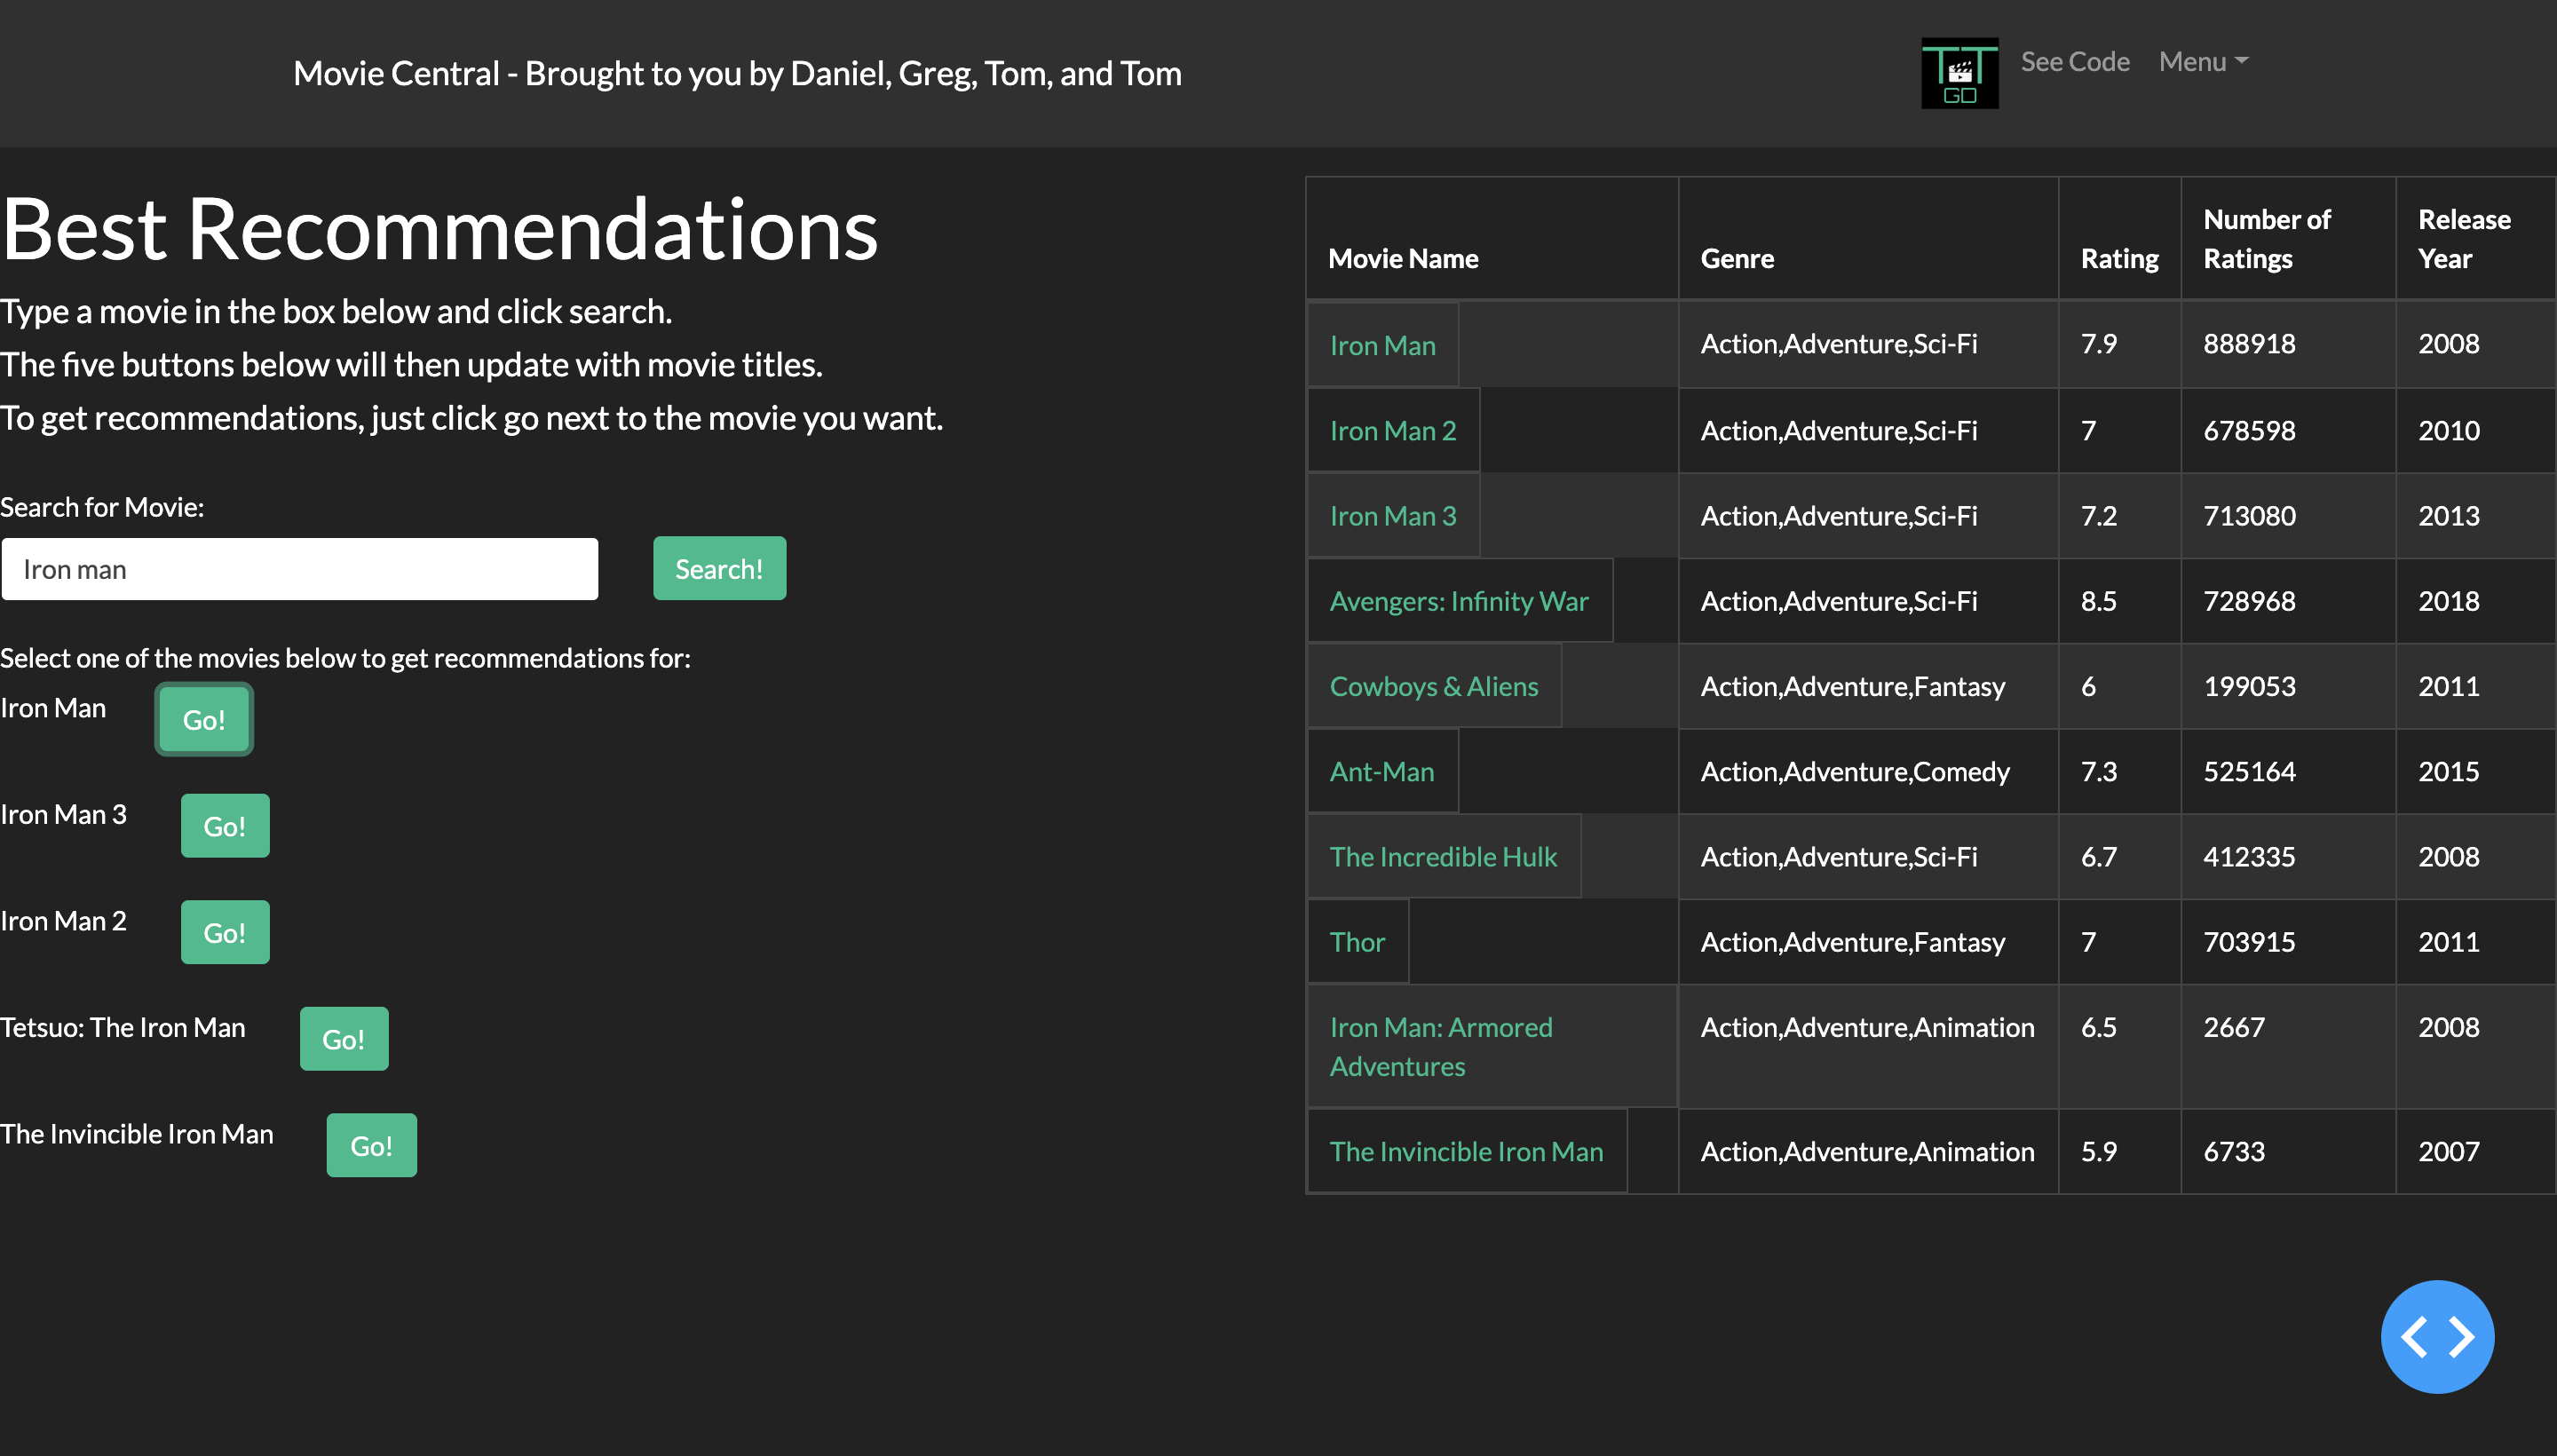 Movie Central - Brought to you by Daniel, Greg, Tom, and Tom
TT
GD
See Code
Menu
Best Recommendations
Type a movie in the box below and click search.
The five buttons below will then update with movie titles.
To get recommendations, just click go next to the movie you want.
Search for Movie:
Iron man
Search!
Select one of the movies below to get recommendations for:
Iron Man Go!
Iron Man 3 Go!
Iron Man 2 Go!
Tetsuo: The Iron Man Go!
The Invincible Iron Man Go!
Movie Name Genre Rating Number of Ratings Release Year
Iron Man Action,Adventure,Sci-Fi 7.9 888918 2008
Iron Man 2 Action,Adventure,Sci-Fi 7 678598 2010
Iron Man 3 Action,Adventure,Sci-Fi 7.2 713080 2013
Avengers: Infinity War Action,Adventure,Sci-Fi 8.5 728968 2018
Cowboys & Aliens Action,Adventure,Fantasy 6 199053 2011
Ant-Man Action,Adventure,Comedy 7.3 525164 2015
The Incredible Hulk Action,Adventure,Sci-Fi 6.7 412335 2008
Thor Action,Adventure,Fantasy 7 703915 2011
Iron Man: Armored Adventures Action,Adventure,Animation 6.5 2667 2008
The Invincible Iron Man Action,Adventure,Animation 5.9 6733 2007